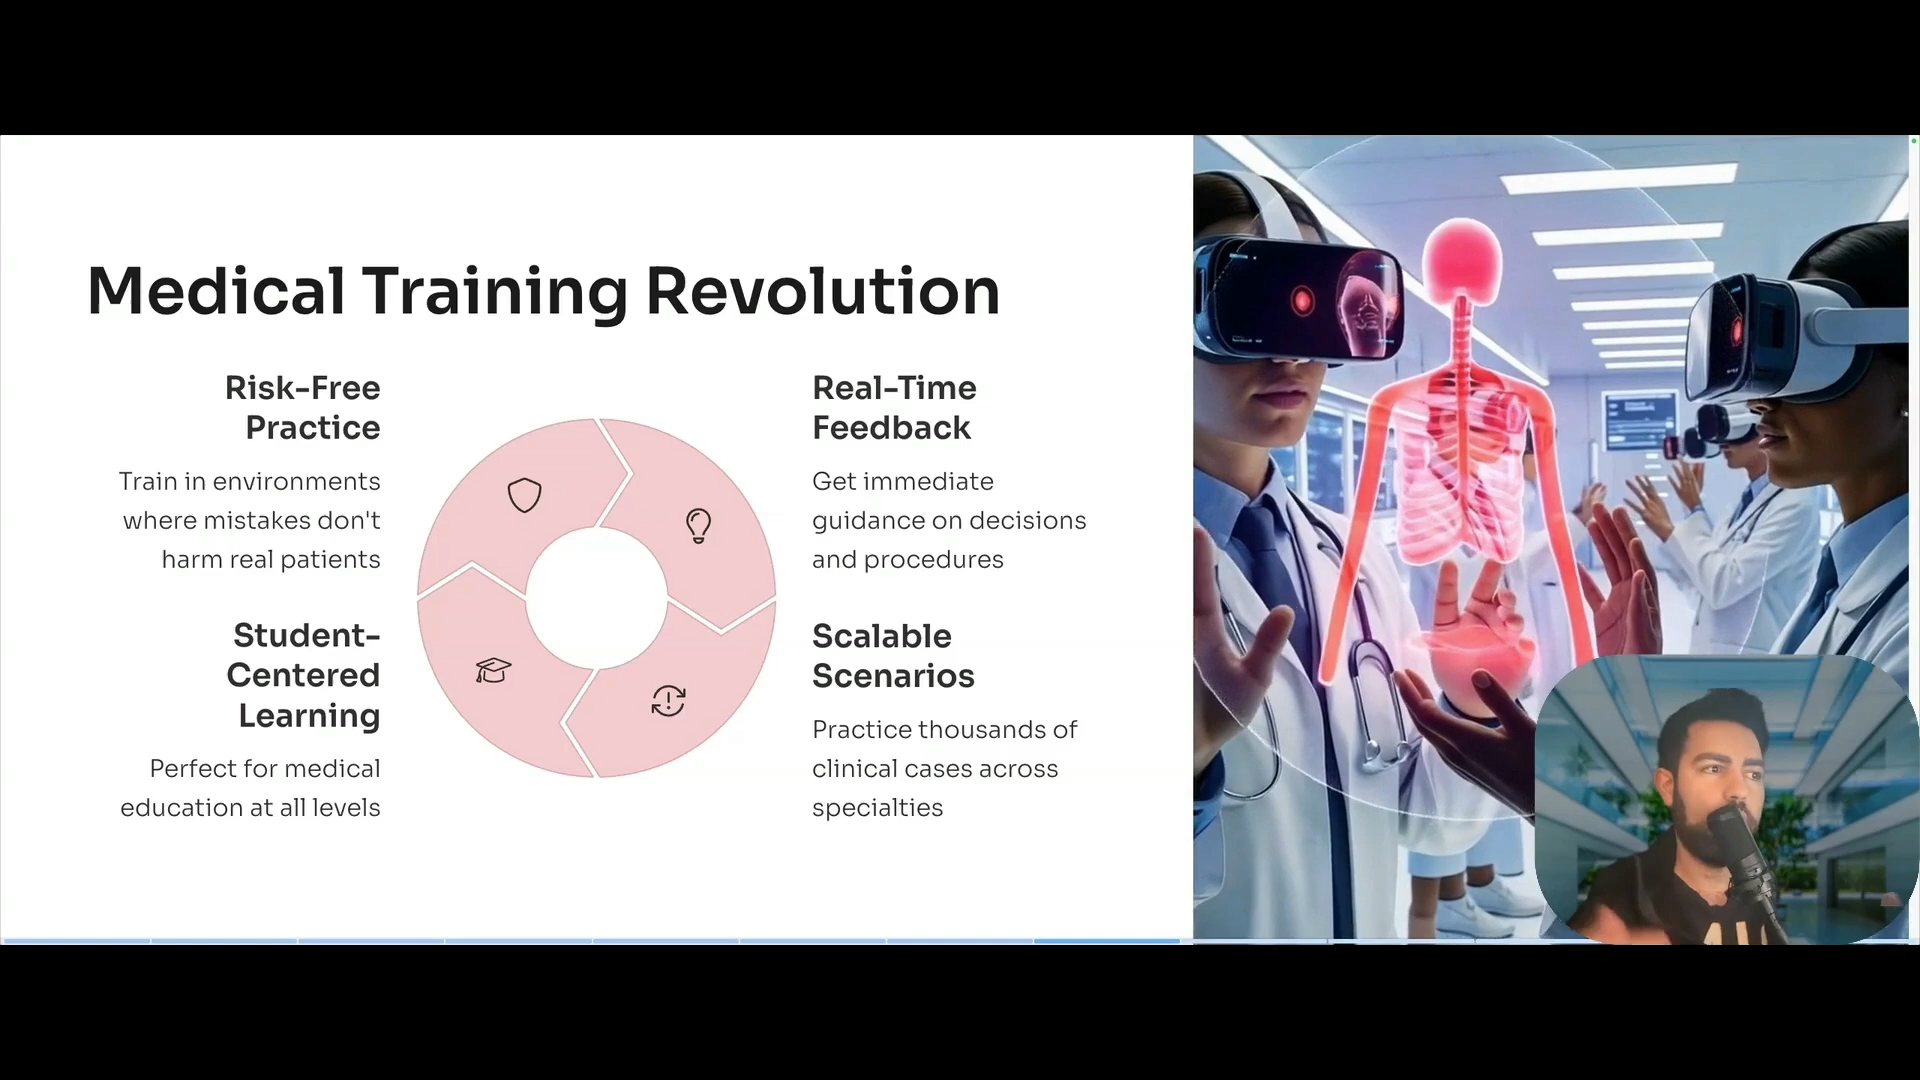 Medical Training Revolution
Risk-Free
Practice
Train in environments
where mistakes don't
harm real patients
Real-Time
Feedback
Get immediate
guidance on decisions
and procedures
Student-
Centered
Learning
Perfect for medical
education at all levels
Scalable
Scenarios
Practice thousands of
clinical cases across
specialties